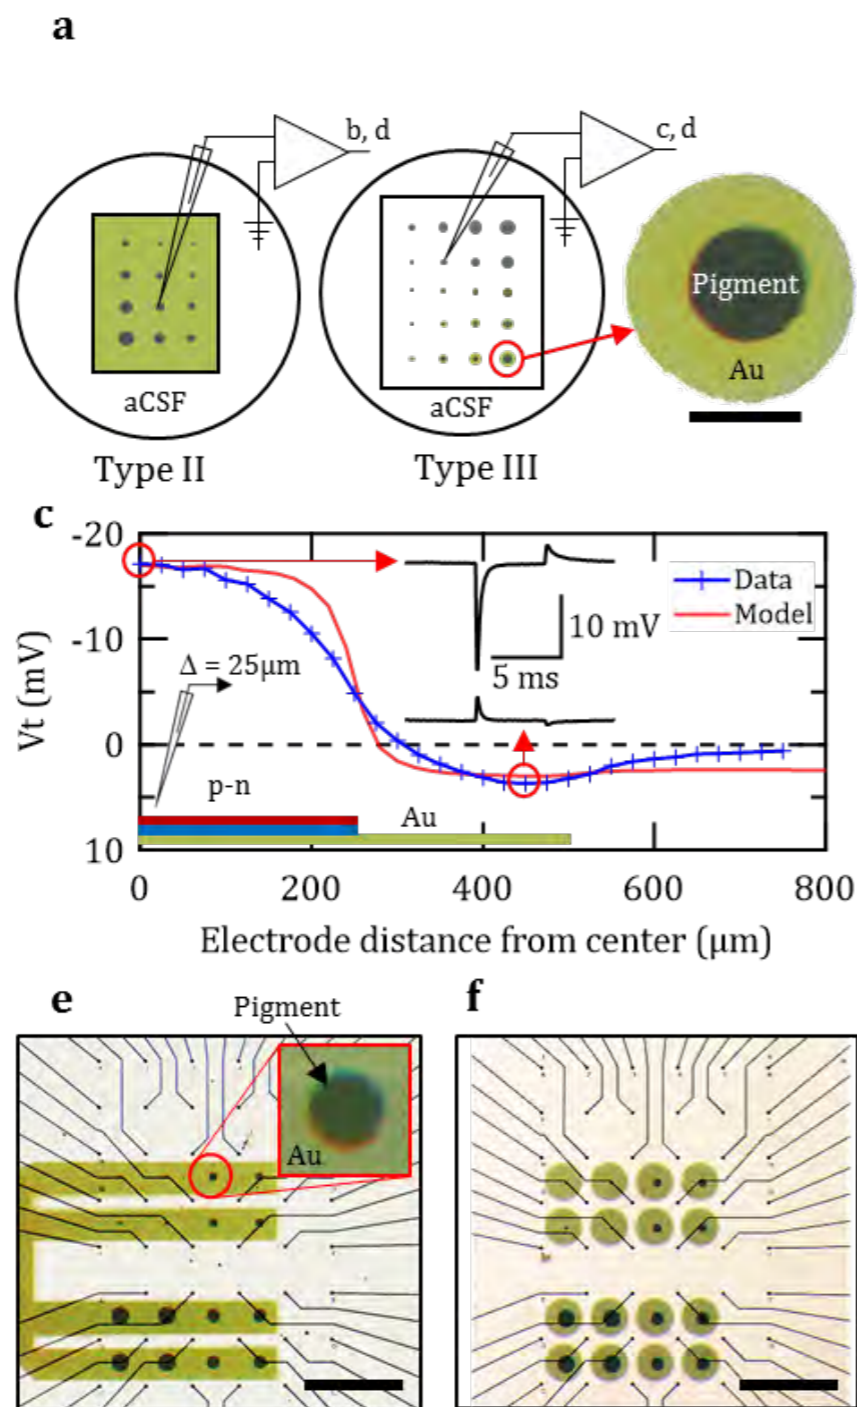 a
b, d
c, d
aCSF
Type II
aCSF
Type III
Pigment
Au
c
-20
-10
0
10
Vt (mV)
Data
Model
10 mV
5 ms
Δ = 25μm
p-n
Au
0
200
400
600
800
Electrode distance from center (μm)
e
Pigment
Au
f